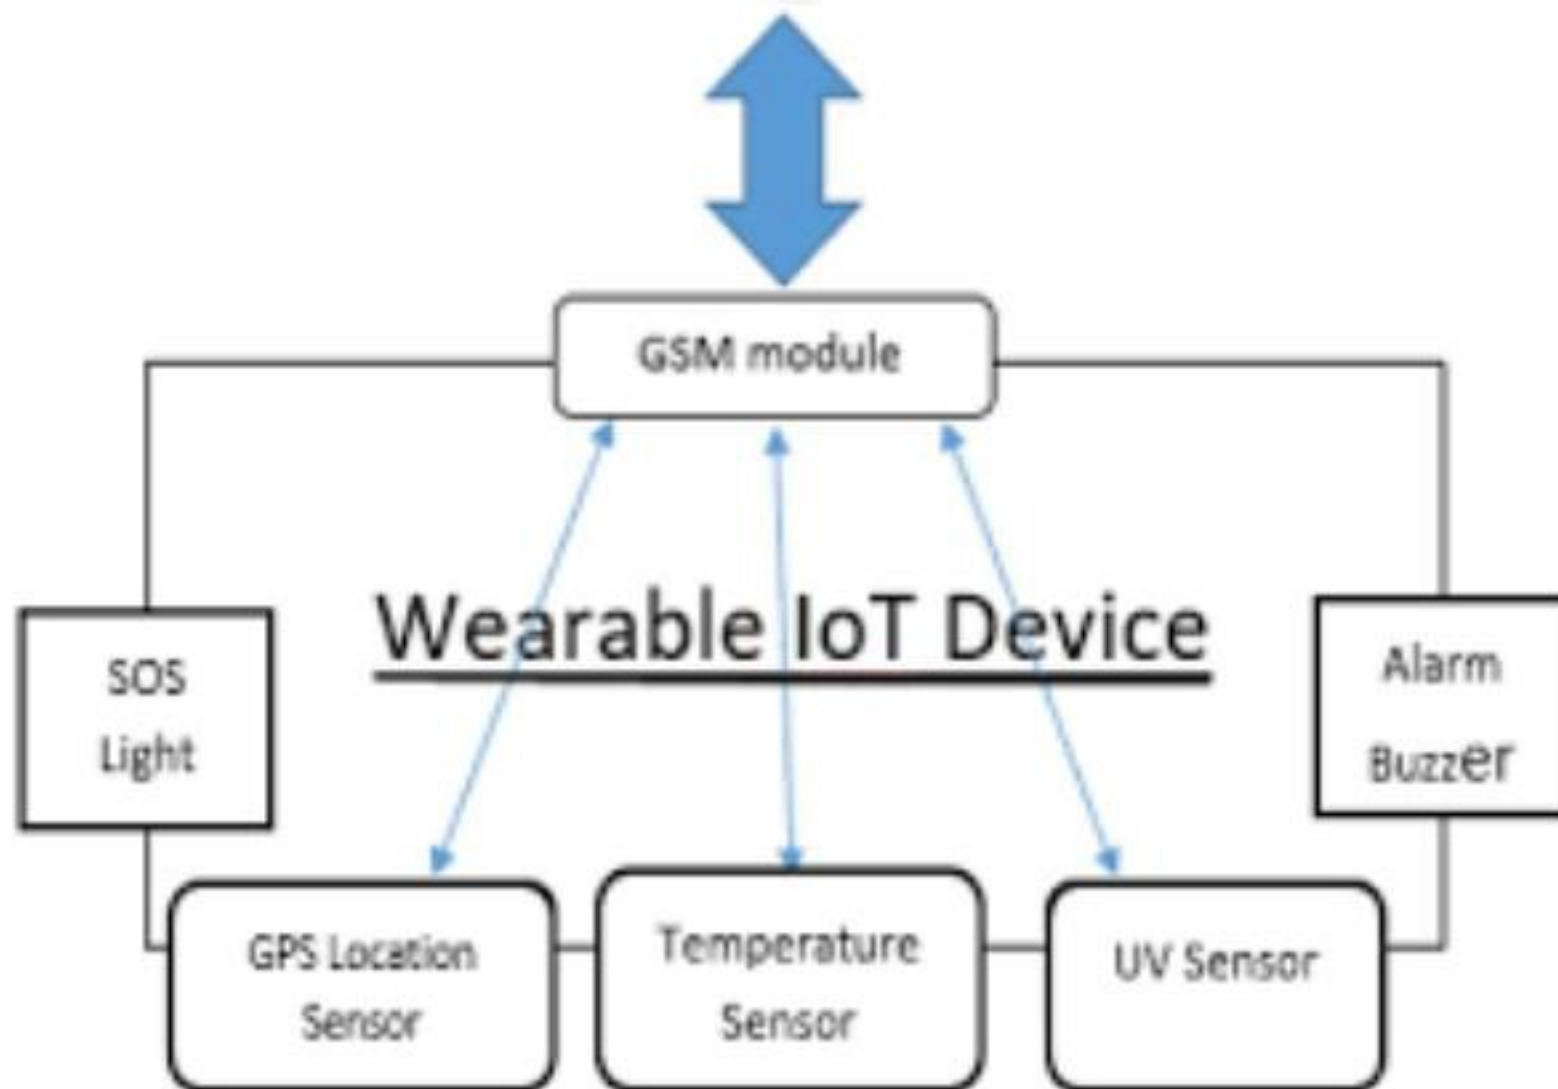 GSM module
Wearable IoT Device
SOS
Light
Alarm
Buzzer
GPS Location
Sensor
Temperature
Sensor
UV Sensor